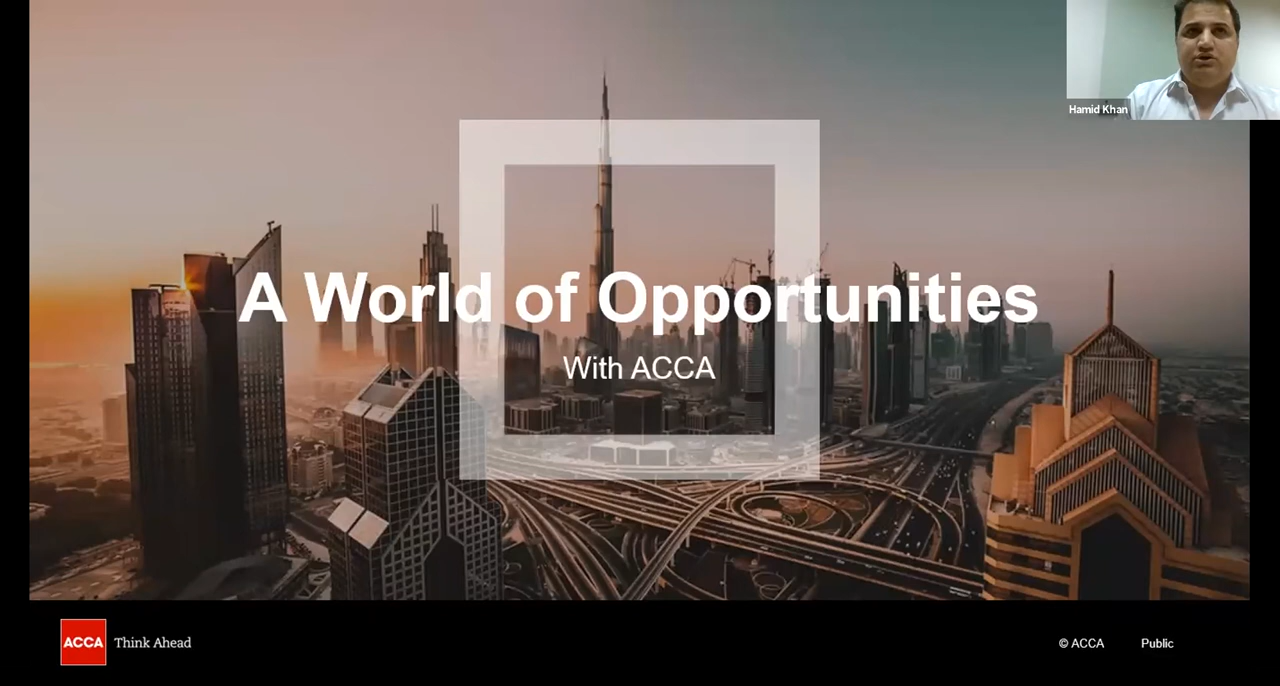 Hamid Khan
A World of Opportunities
With ACCA
ACCA Think Ahead
© ACCA Public